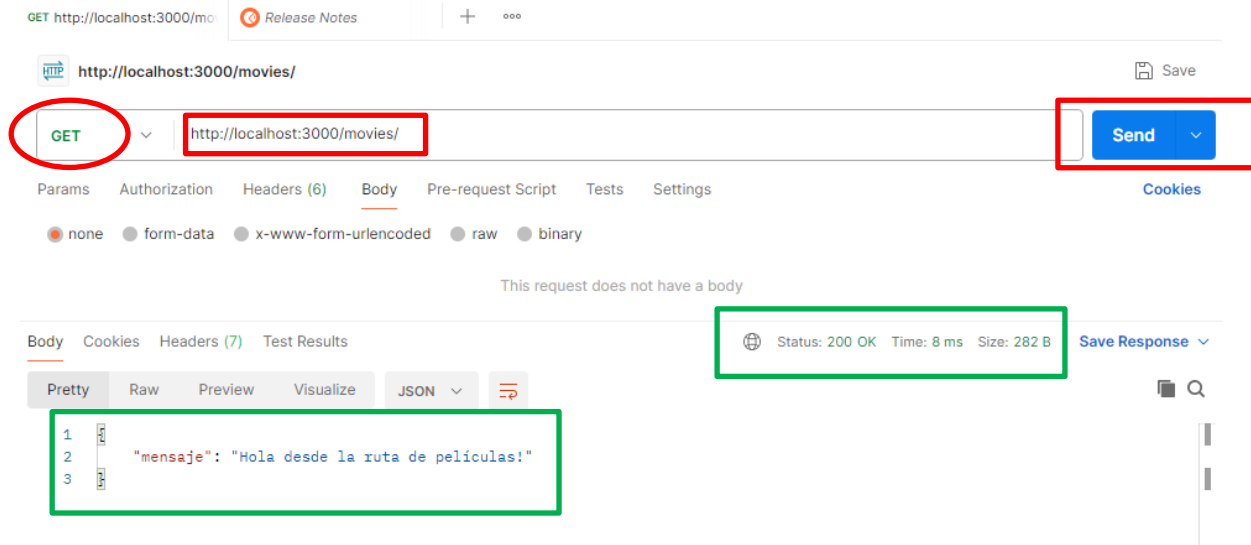 GET http://localhost:3000/mo Release Notes
HTTP http://localhost:3000/movies/ Save
GET http://localhost:3000/movies/ Send
Params Authorization Headers (6) Body Pre-request Script Tests Settings Cookies
none form-data x-www-form-urlencoded raw binary
This request does not have a body
Body Cookies Headers (7) Test Results Status: 200 OK Time: 8 ms Size: 282 B Save Response
Pretty Raw Preview Visualize JSON
1 {
2 "mensaje": "Hola desde la ruta de películas!"
3 }